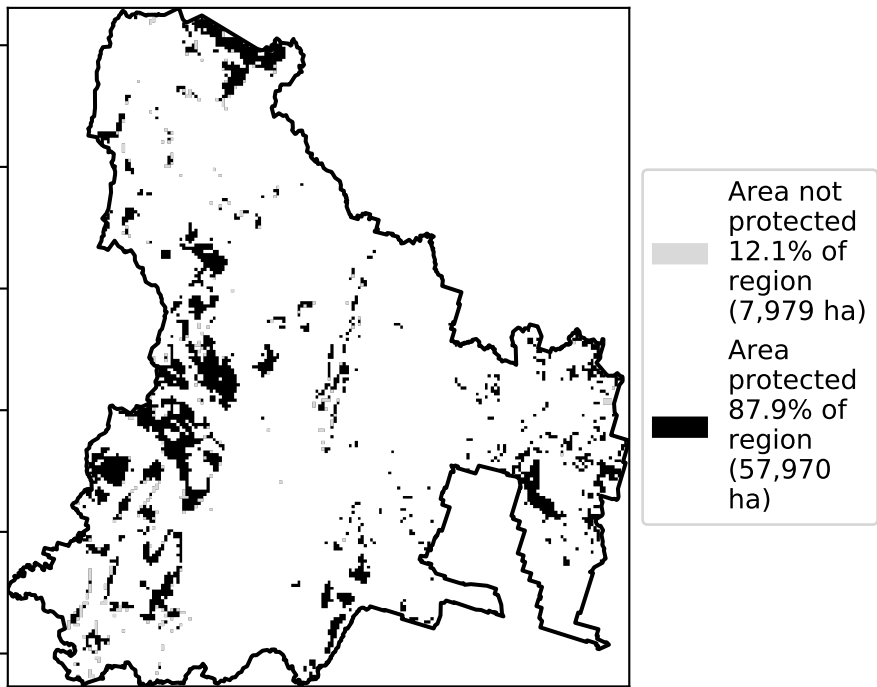 Area not
protected
12.1% of
region
(7,979 ha)
Area
protected
87.9% of
region
(57,970
ha)